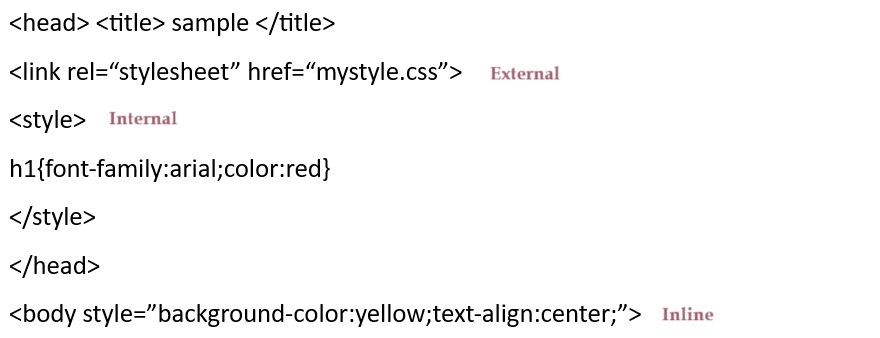 <head> <title> sample </title>
<link rel=“stylesheet” href=“mystyle.css”> External
<style> Internal
h1{font-family:arial;color:red}
</style>
</head>
<body style=”background-color:yellow;text-align:center;”> Inline